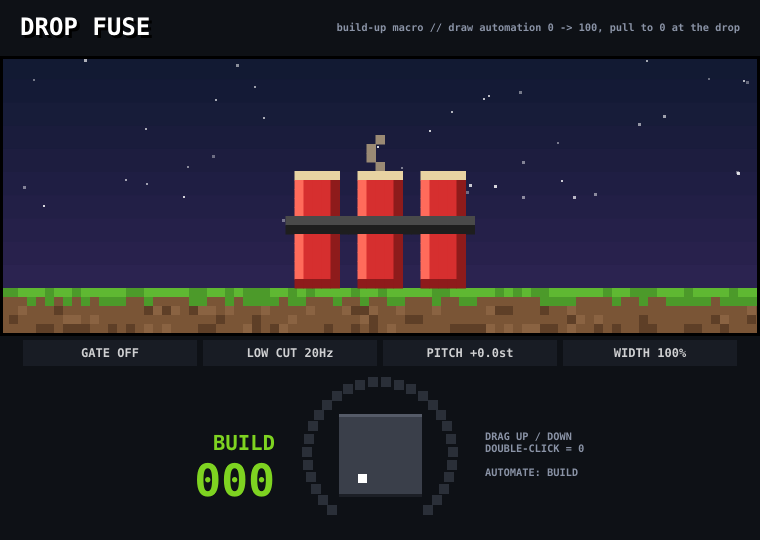 DROP FUSE
build-up macro // draw automation 0 -> 100, pull to 0 at the drop
GATE OFF
LOW CUT 20Hz
PITCH +0.0st
WIDTH 100%
BUILD
000
DRAG UP / DOWN
DOUBLE-CLICK = 0
AUTOMATE: BUILD